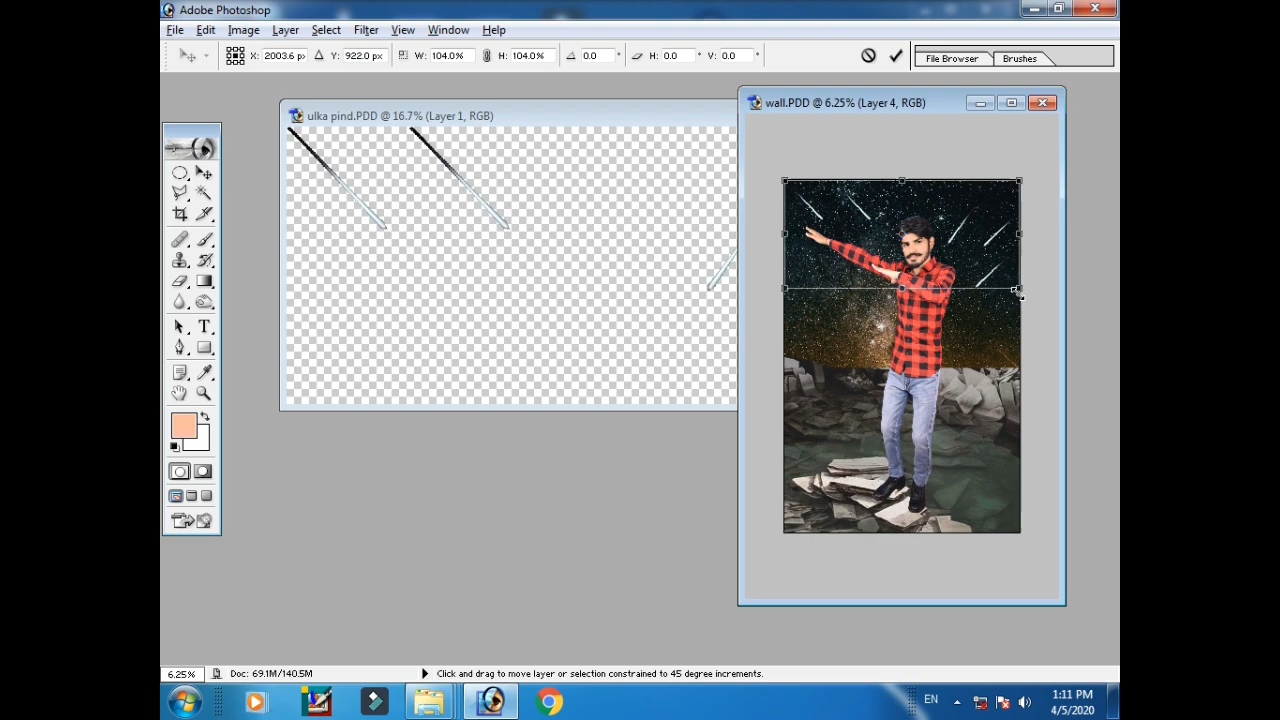 Adobe Photoshop
File Edit Image Layer Select Filter View Window Help
X: 2003.6 px Y: 922.0 px W: 104.0% H: 104.0% 0.0 ° H: 0.0 ° V: 0.0 °
File Browser Brushes
ulka pind.PDD @ 16.7% (Layer 1, RGB)
wall.PDD @ 6.25% (Layer 4, RGB)
T
6.25% Doc: 69.1M/140.5M Click and drag to move layer or selection constrained to 45 degree increments.
EN 1:11 PM
4/5/2020